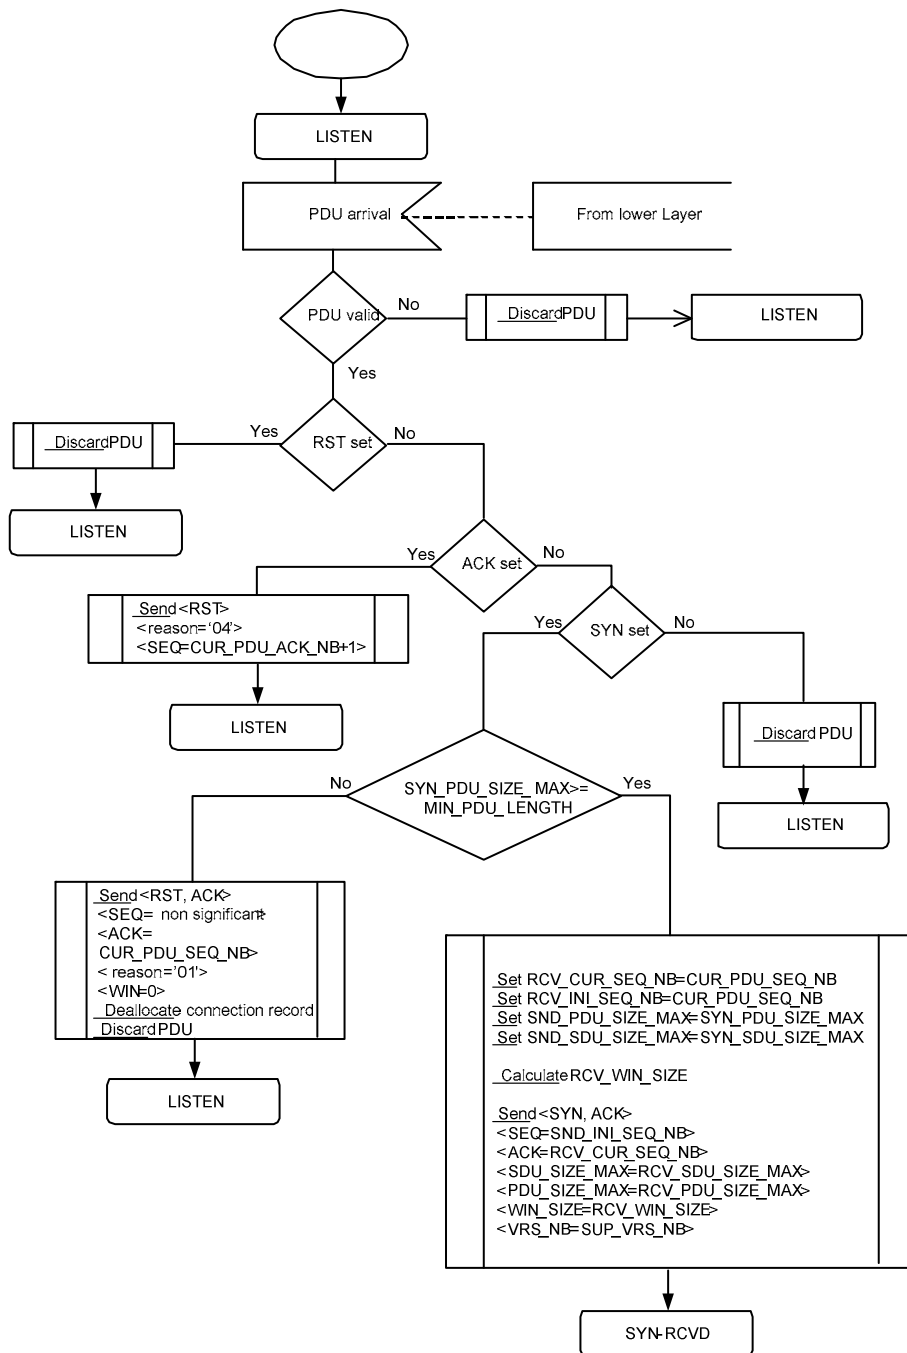 LISTEN
PDU arrival
From lower Layer
PDU valid
No
Discard PDU
LISTEN
Yes
Yes
RST set
No
Discard PDU
LISTEN
Yes
ACK set
No
Send <RST>
<reason='04'>
<SEQ=CUR_PDU_ACK_NB+1>
LISTEN
Yes
SYN set
No
Discard PDU
LISTEN
No
SYN_PDU_SIZE_MAX>=
MIN_PDU_LENGTH
Yes
Send <RST, ACK>
<SEQ= non significant>
<ACK=
CUR_PDU_SEQ_NB>
< reason='01'>
<WIN=0>
Deallocate connection record
Discard PDU
LISTEN
Set RCV_CUR_SEQ_NB=CUR_PDU_SEQ_NB
Set RCV_INI_SEQ_NB=CUR_PDU_SEQ_NB
Set SND_PDU_SIZE_MAX=SYN_PDU_SIZE_MAX
Set SND_SDU_SIZE_MAX=SYN_SDU_SIZE_MAX
Calculate RCV_WIN_SIZE
Send <SYN, ACK>
<SEQ=SND_INI_SEQ_NB>
<ACK=RCV_CUR_SEQ_NB>
<SDU_SIZE_MAX=RCV_SDU_SIZE_MAX>
<PDU_SIZE_MAX=RCV_PDU_SIZE_MAX>
<WIN_SIZE=RCV_WIN_SIZE>
<VRS_NB=SUP_VRS_NB>
SYN-RCVD